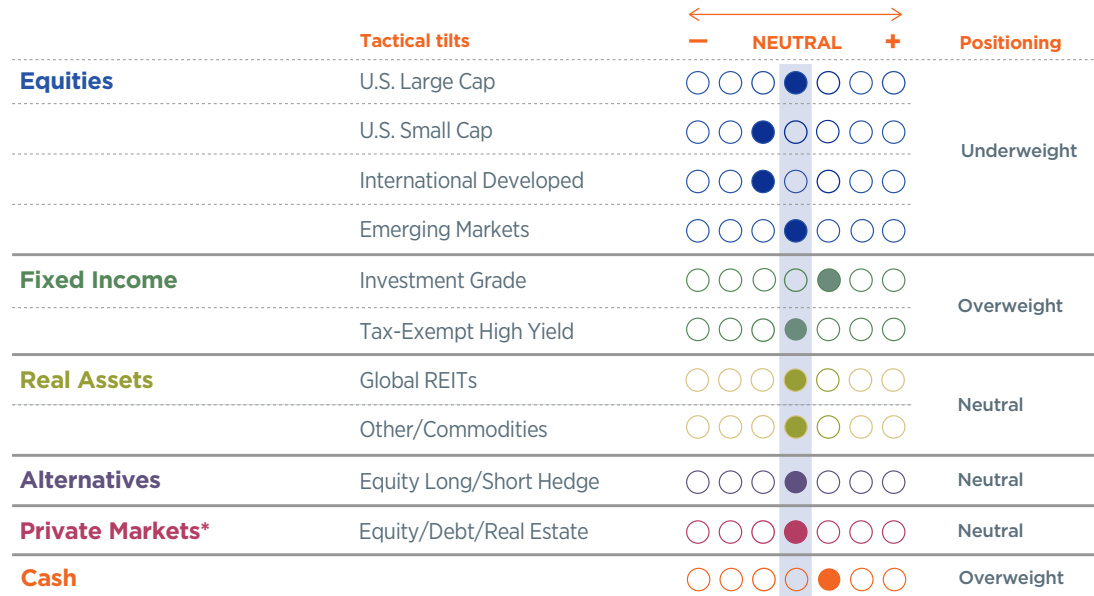 Tactical tilts – NEUTRAL + Positioning
Equities U.S. Large Cap
U.S. Small Cap
Underweight
International Developed
Emerging Markets
Fixed Income Investment Grade
Overweight
Tax-Exempt High Yield
Real Assets Global REITs
Neutral
Other/Commodities
Alternatives Equity Long/Short Hedge Neutral
Private Markets* Equity/Debt/Real Estate Neutral
Cash Overweight